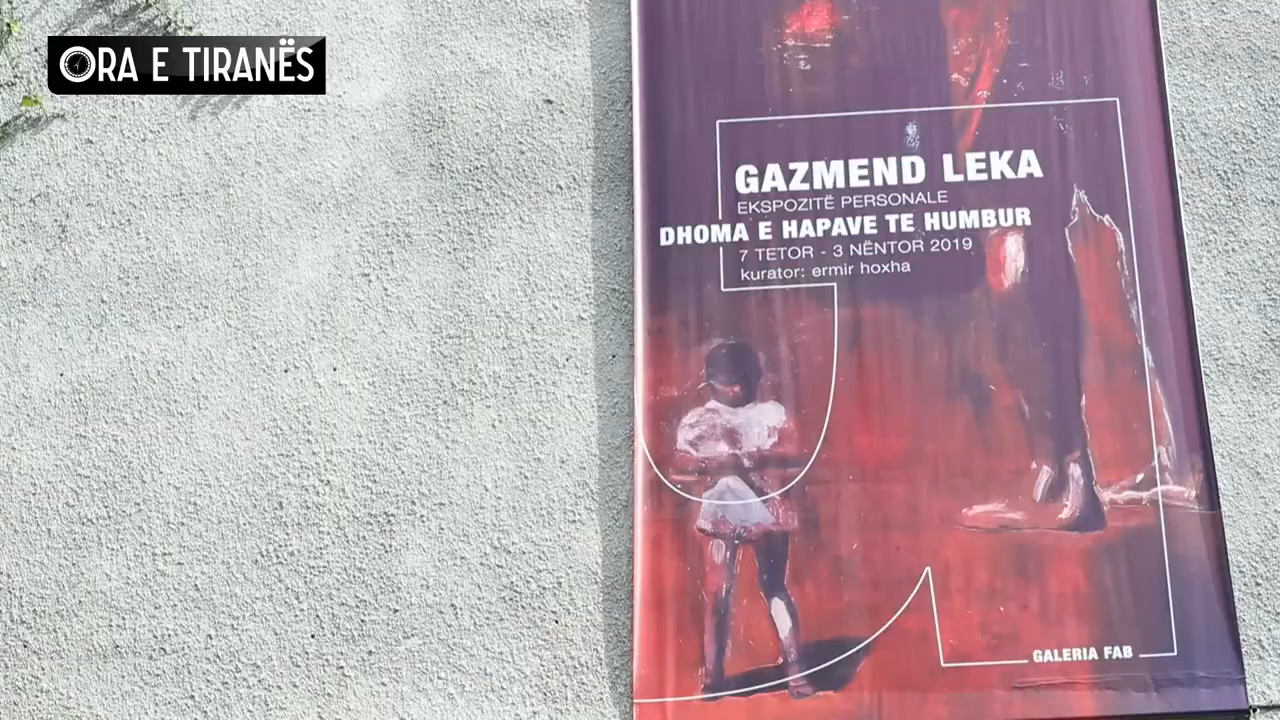 ORA E TIRANËS
GAZMEND LEKA
EKSPOZITË PERSONALE
DHOMA E HAPAVE TE HUMBUR
7 TETOR - 3 NËNTOR 2019
kurator: ermir hoxha
GALERIA FAB